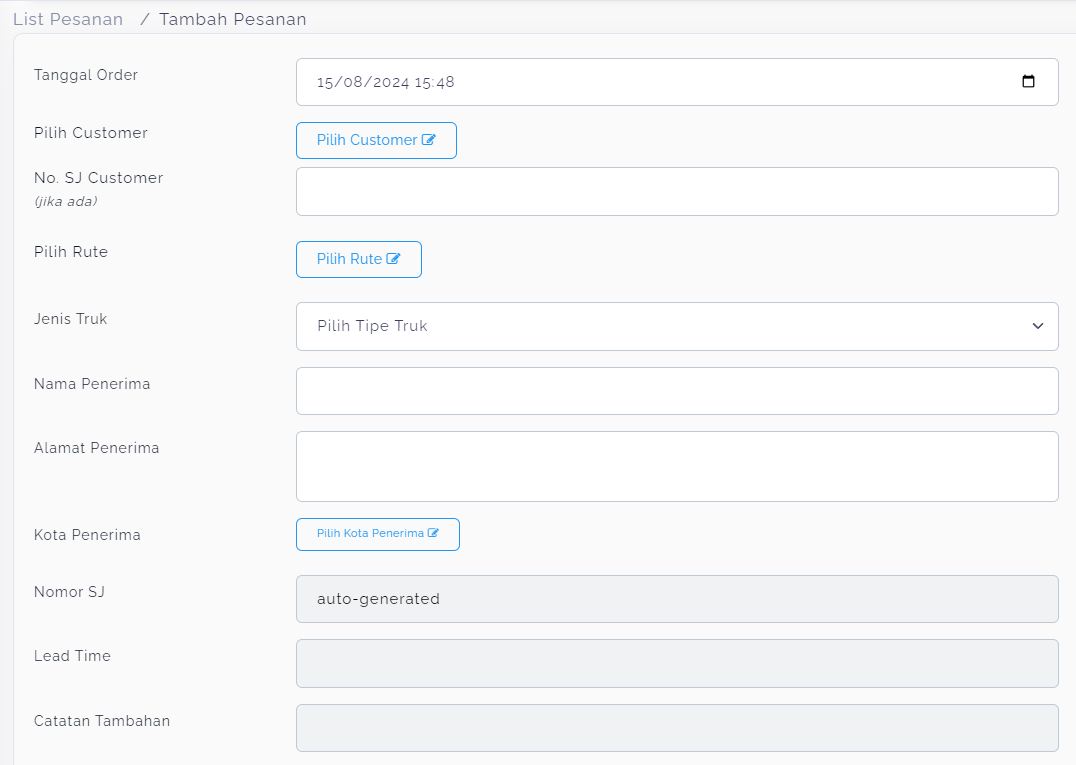 List Pesanan / Tambah Pesanan
Tanggal Order
15/08/2024 15:48
Pilih Customer
Pilih Customer
No. SJ Customer
(jika ada)
Pilih Rute
Pilih Rute
Jenis Truk
Pilih Tipe Truk
Nama Penerima
Alamat Penerima
Kota Penerima
Pilih Kota Penerima
Nomor SJ
auto-generated
Lead Time
Catatan Tambahan